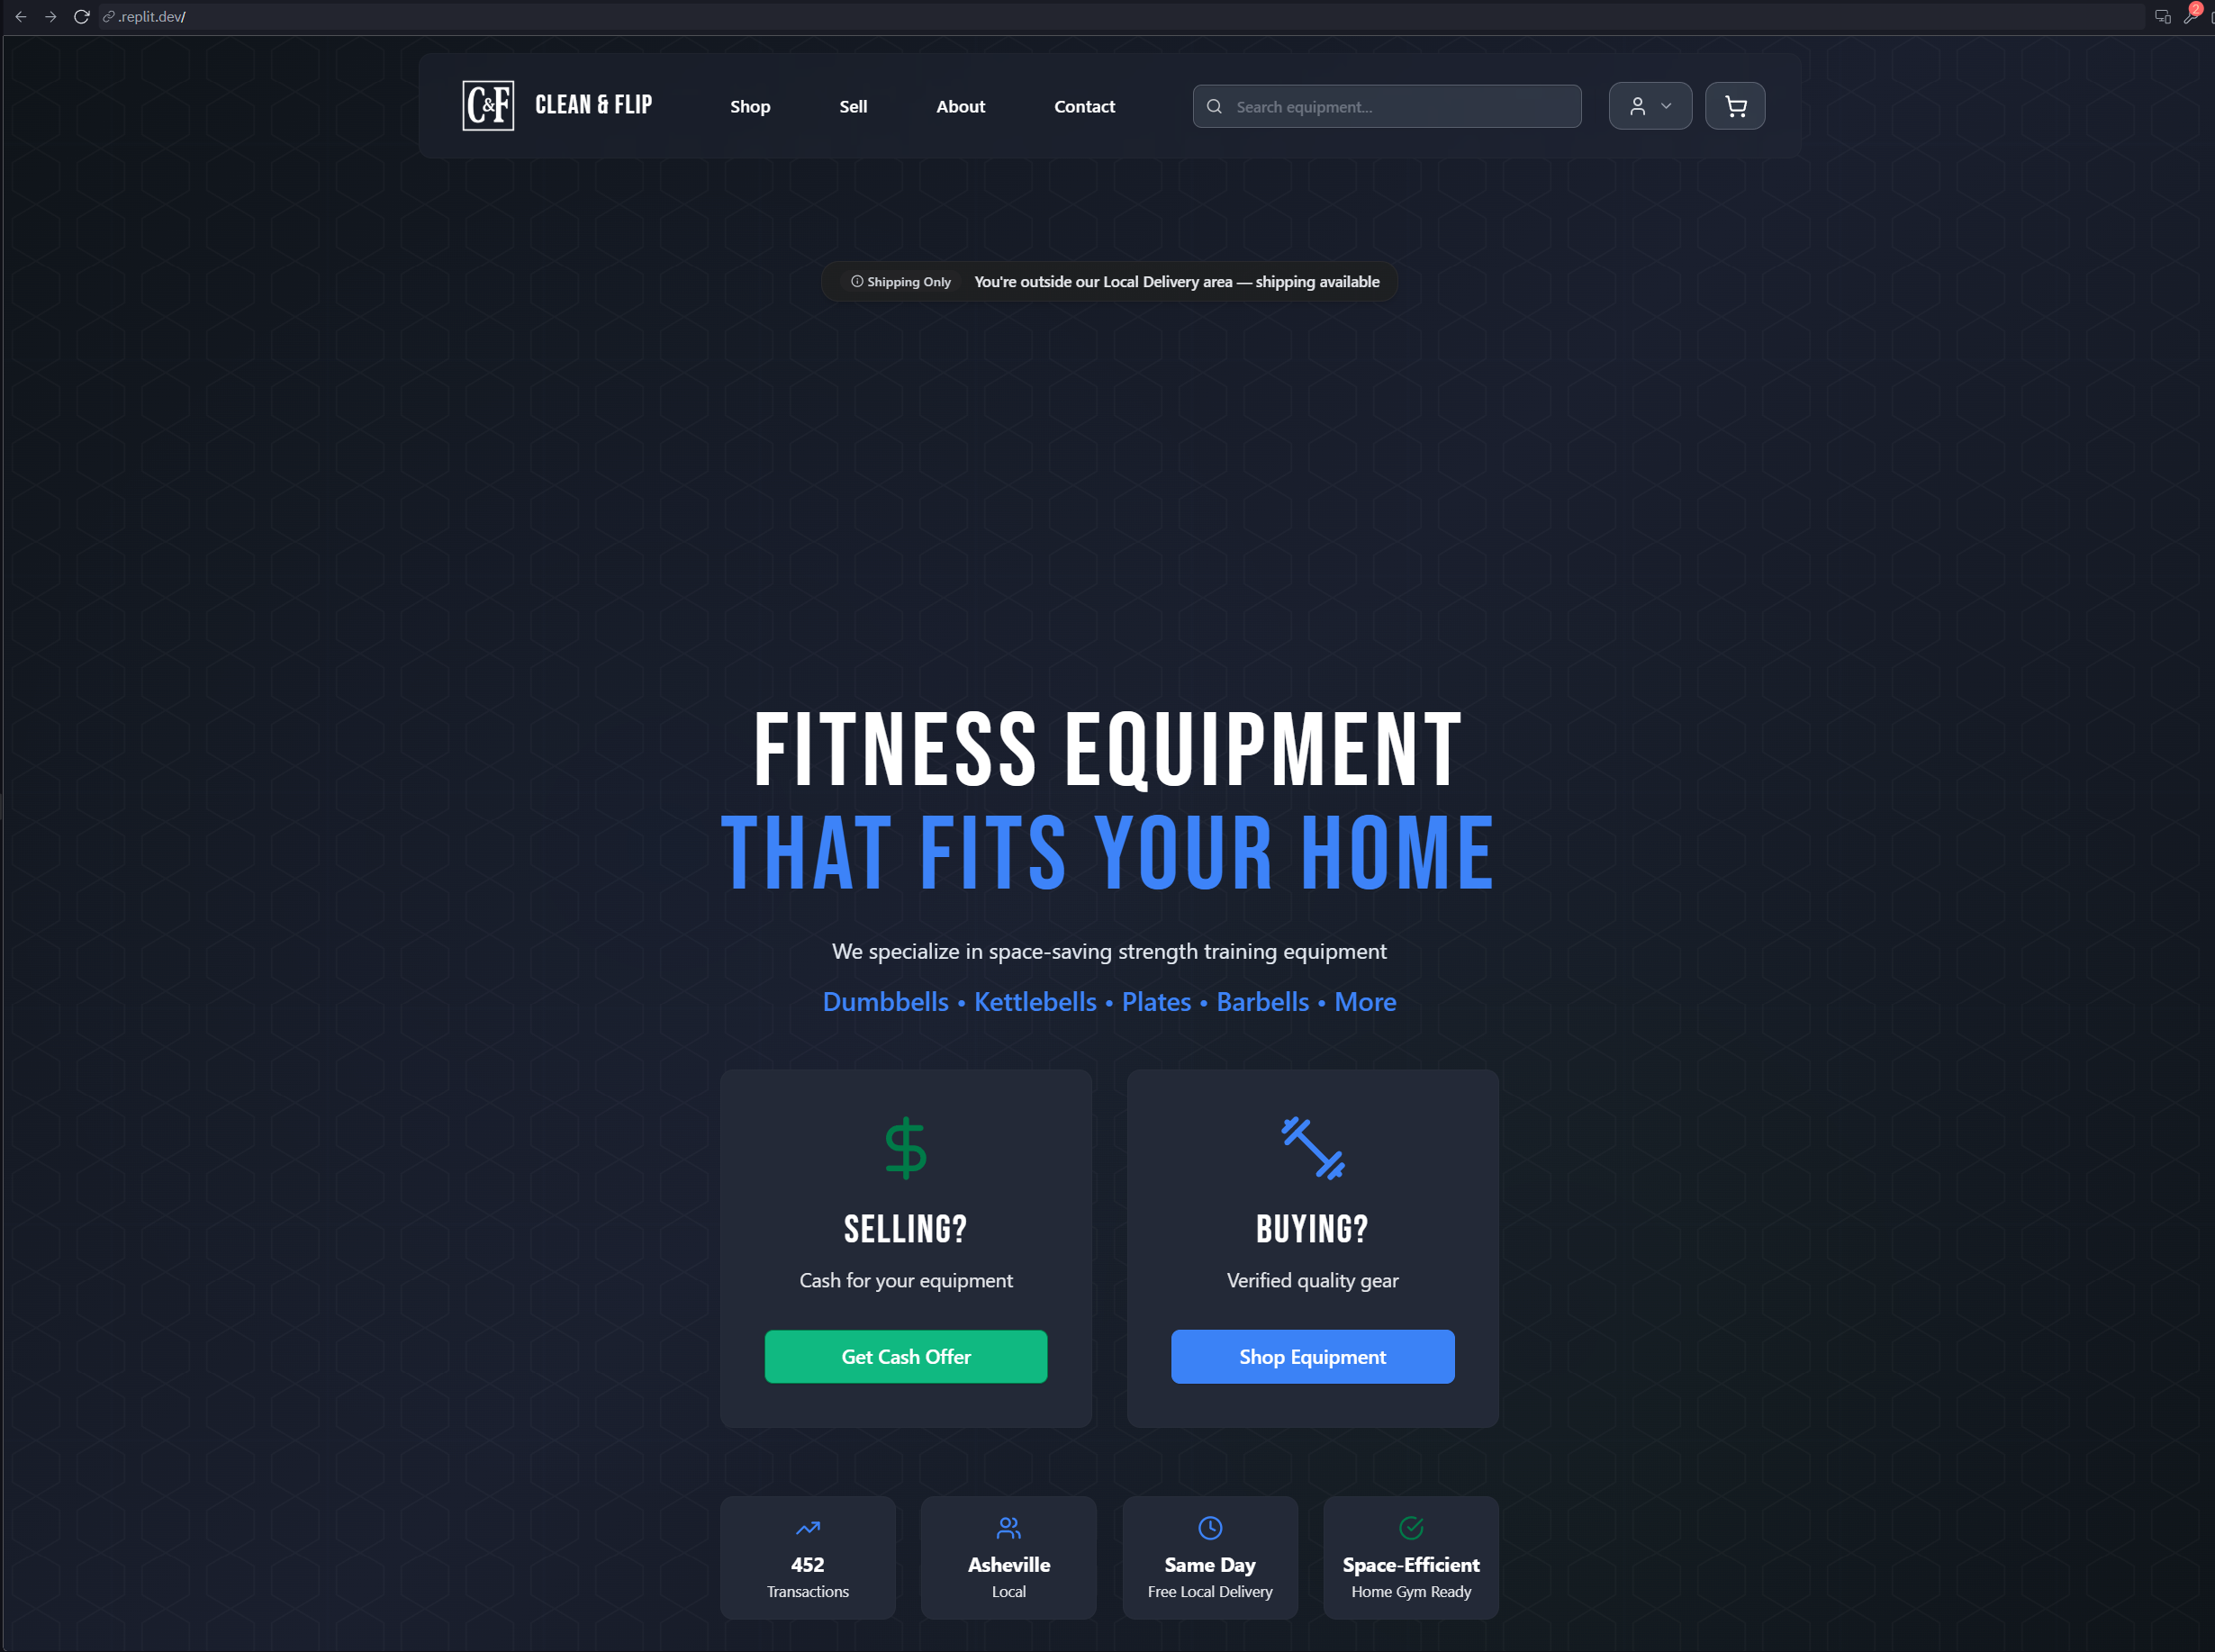 .replit.dev/
2
C&F
CLEAN & FLIP
Shop
Sell
About
Contact
Search equipment...
Shipping Only
You're outside our Local Delivery area — shipping available
FITNESS EQUIPMENT
THAT FITS YOUR HOME
We specialize in space-saving strength training equipment
Dumbbells • Kettlebells • Plates • Barbells • More
SELLING?
Cash for your equipment
Get Cash Offer
BUYING?
Verified quality gear
Shop Equipment
452
Transactions
Asheville
Local
Same Day
Free Local Delivery
Space-Efficient
Home Gym Ready